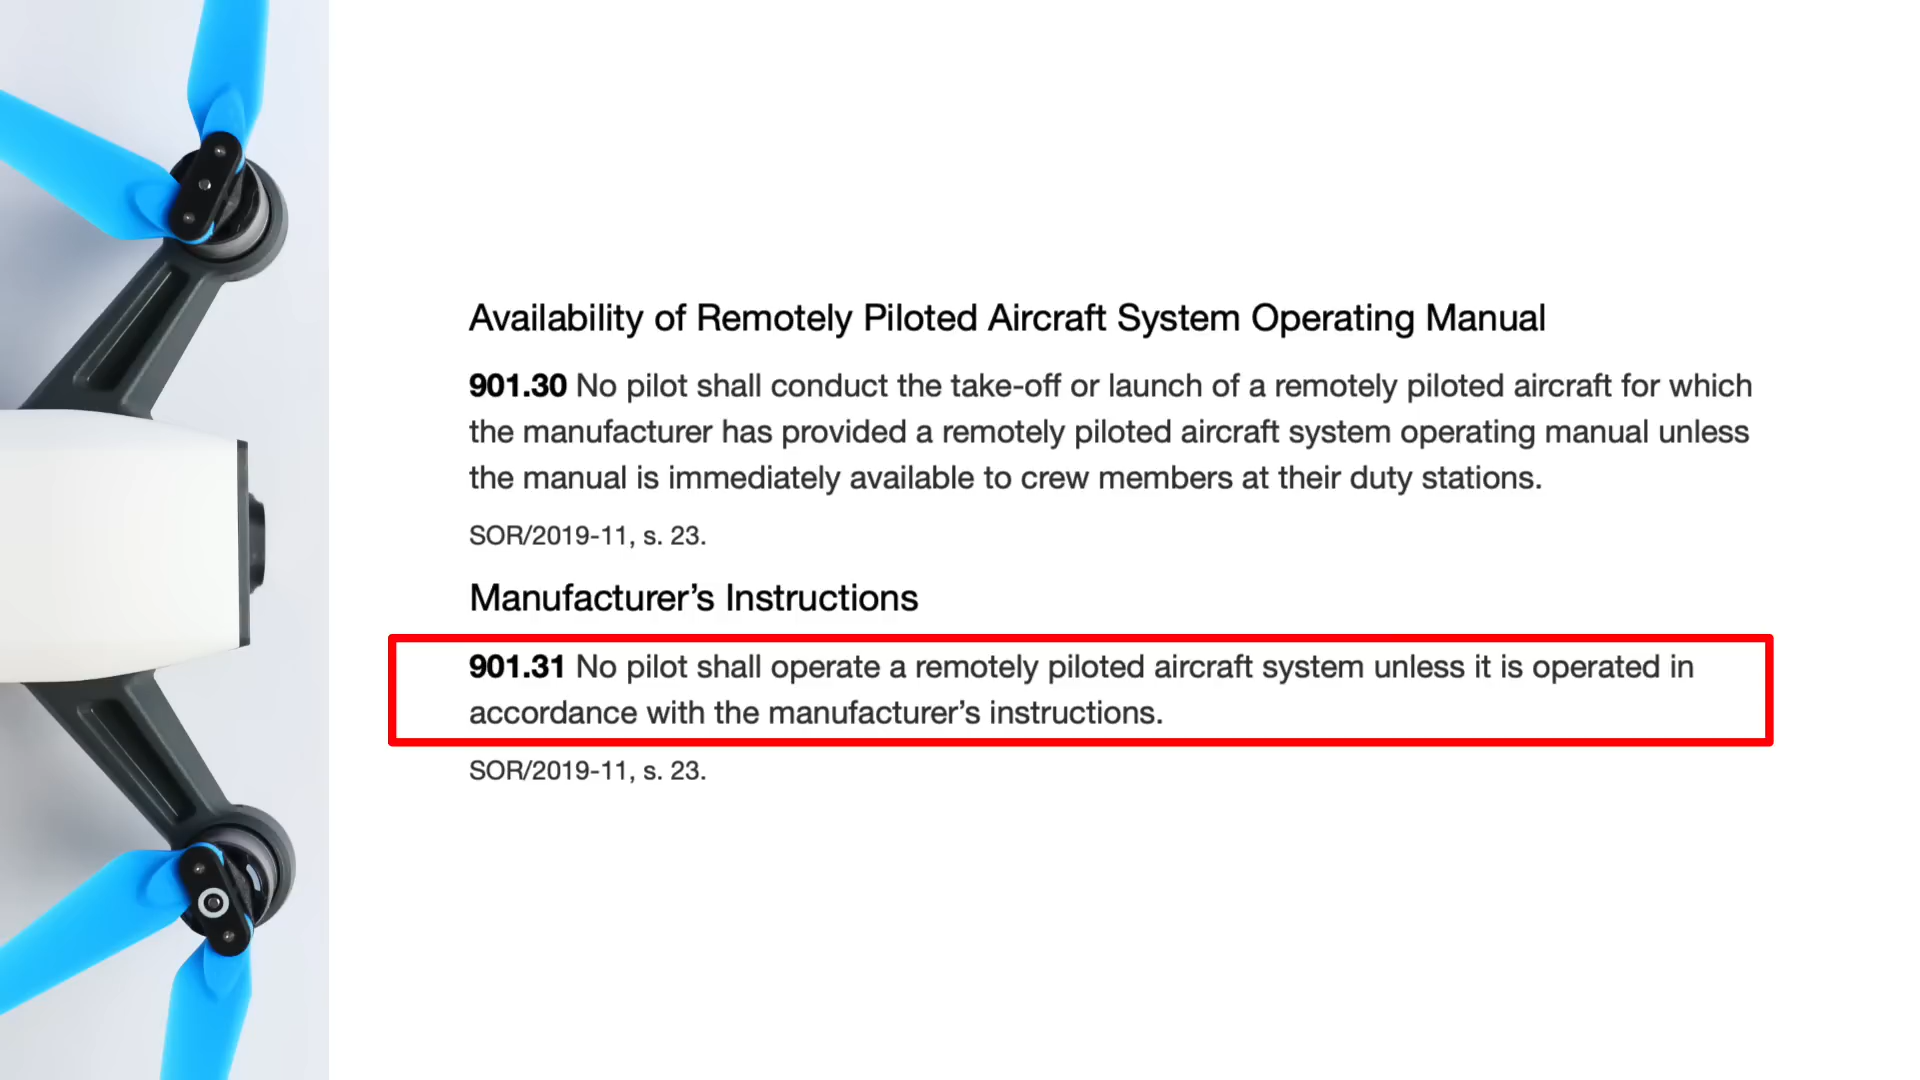 Availability of Remotely Piloted Aircraft System Operating Manual
901.30 No pilot shall conduct the take-off or launch of a remotely piloted aircraft for which
the manufacturer has provided a remotely piloted aircraft system operating manual unless
the manual is immediately available to crew members at their duty stations.
SOR/2019-11, s. 23.
Manufacturer’s Instructions
901.31 No pilot shall operate a remotely piloted aircraft system unless it is operated in
accordance with the manufacturer’s instructions.
SOR/2019-11, s. 23.